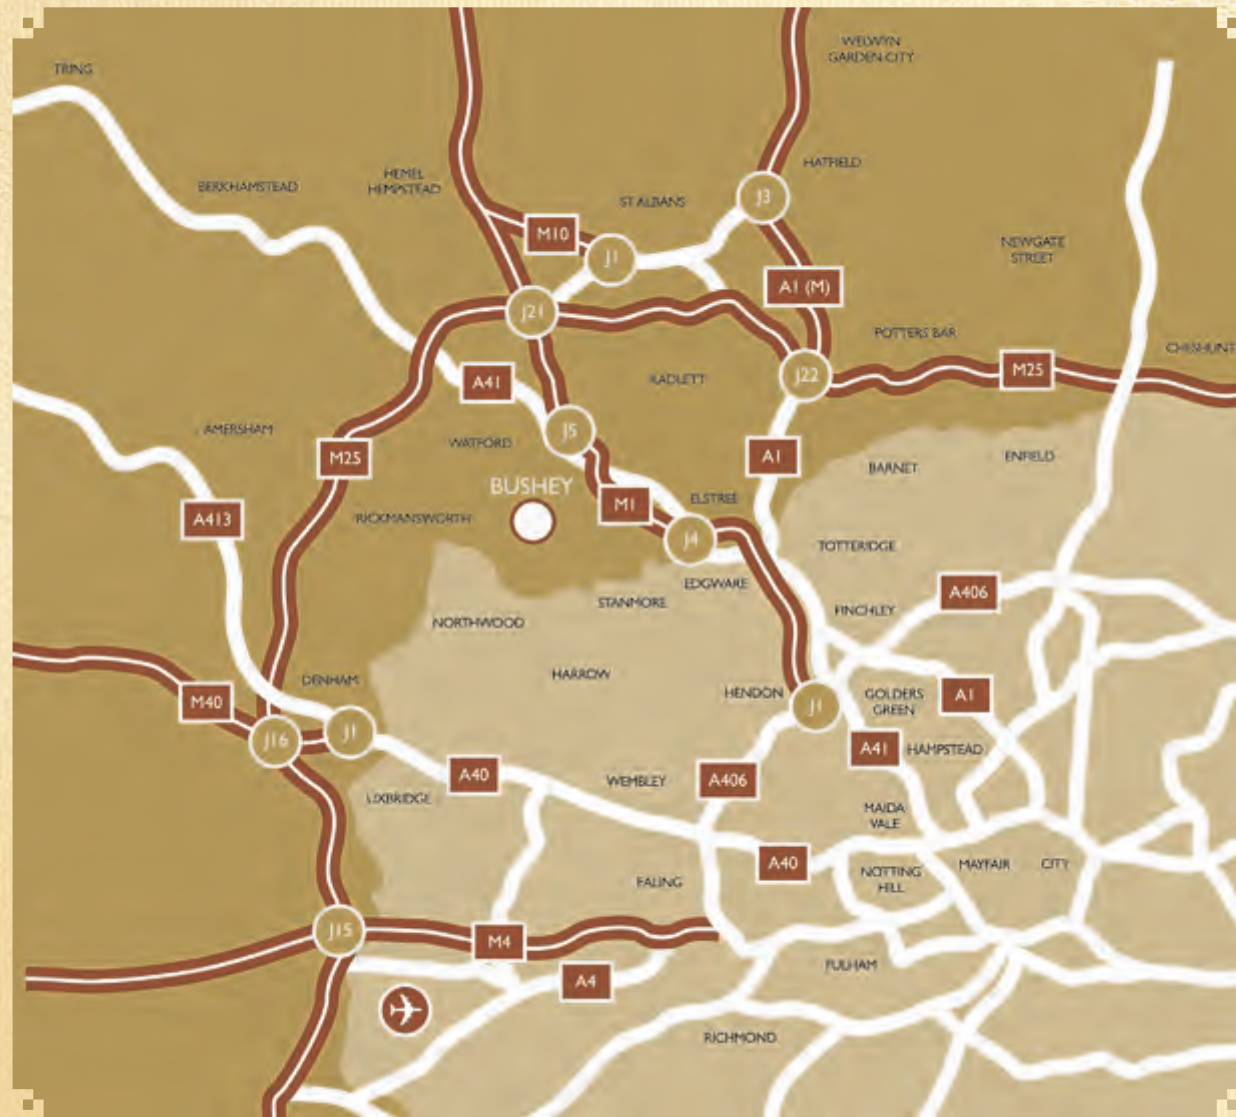 WELWYN
GARDEN CITY
TRING
HATFIELD
HEMEL
HEMPSTEAD
BERKHAMSTEAD
ST ALBANS
J3
M10
J1
NEWGATE
STREET
A1 (M)
J21
POTTERS BAR
CHESHUNT
M25
J22
RADLETT
A41
AMERSHAM
J5
WATFORD
M25
A1
BARNET
ENFIELD
BUSHEY
ELSTREE
M1
A413
RICKMANSWORTH
J4
TOTTERIDGE
EDGWARE
A406
STANMORE
FINCHLEY
NORTHWOOD
HARROW
DENHAM
HENDON
GOLDERS
GREEN
A1
M40
J1
J16
J1
A41
HAMPSTEAD
A40
WEMBLEY
A406
UXBRIDGE
MAIDA
VALE
A40
MAYFAIR
CITY
NOTTING
HILL
EALING
J15
M4
FULHAM
A4
RICHMOND